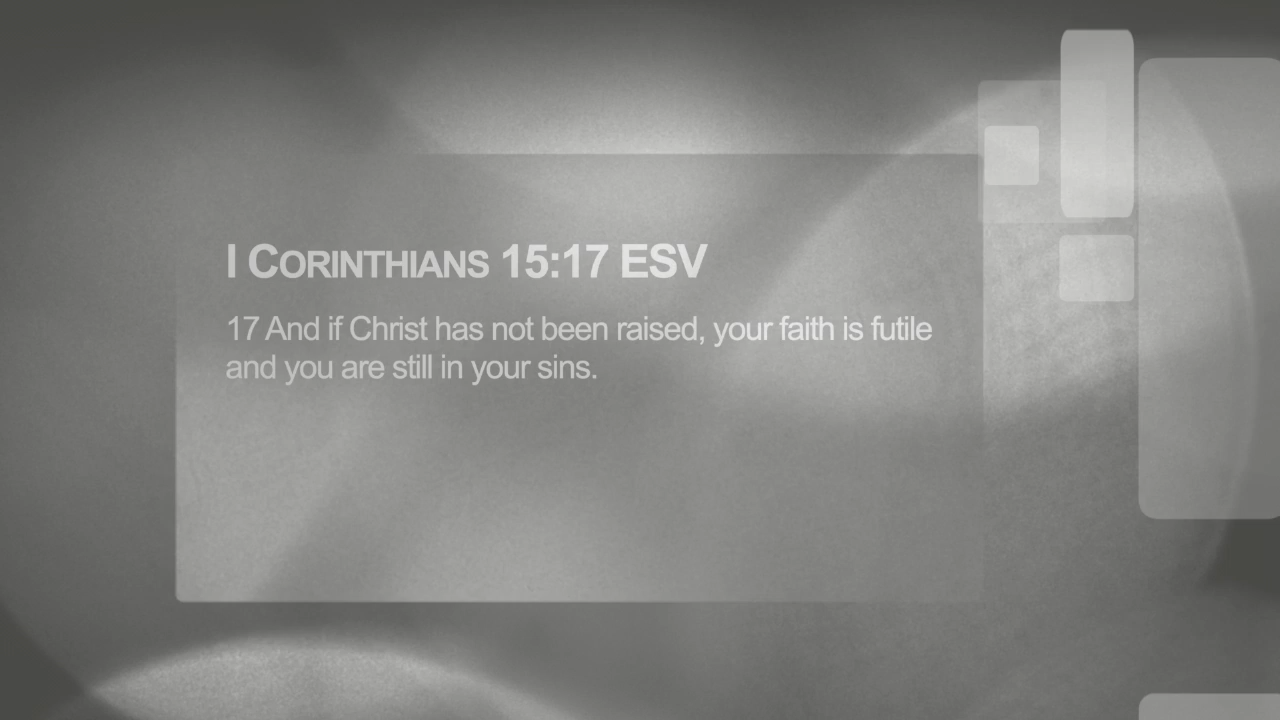 I CORINTHIANS 15:17 ESV
17 And if Christ has not been raised, your faith is futile
and you are still in your sins.